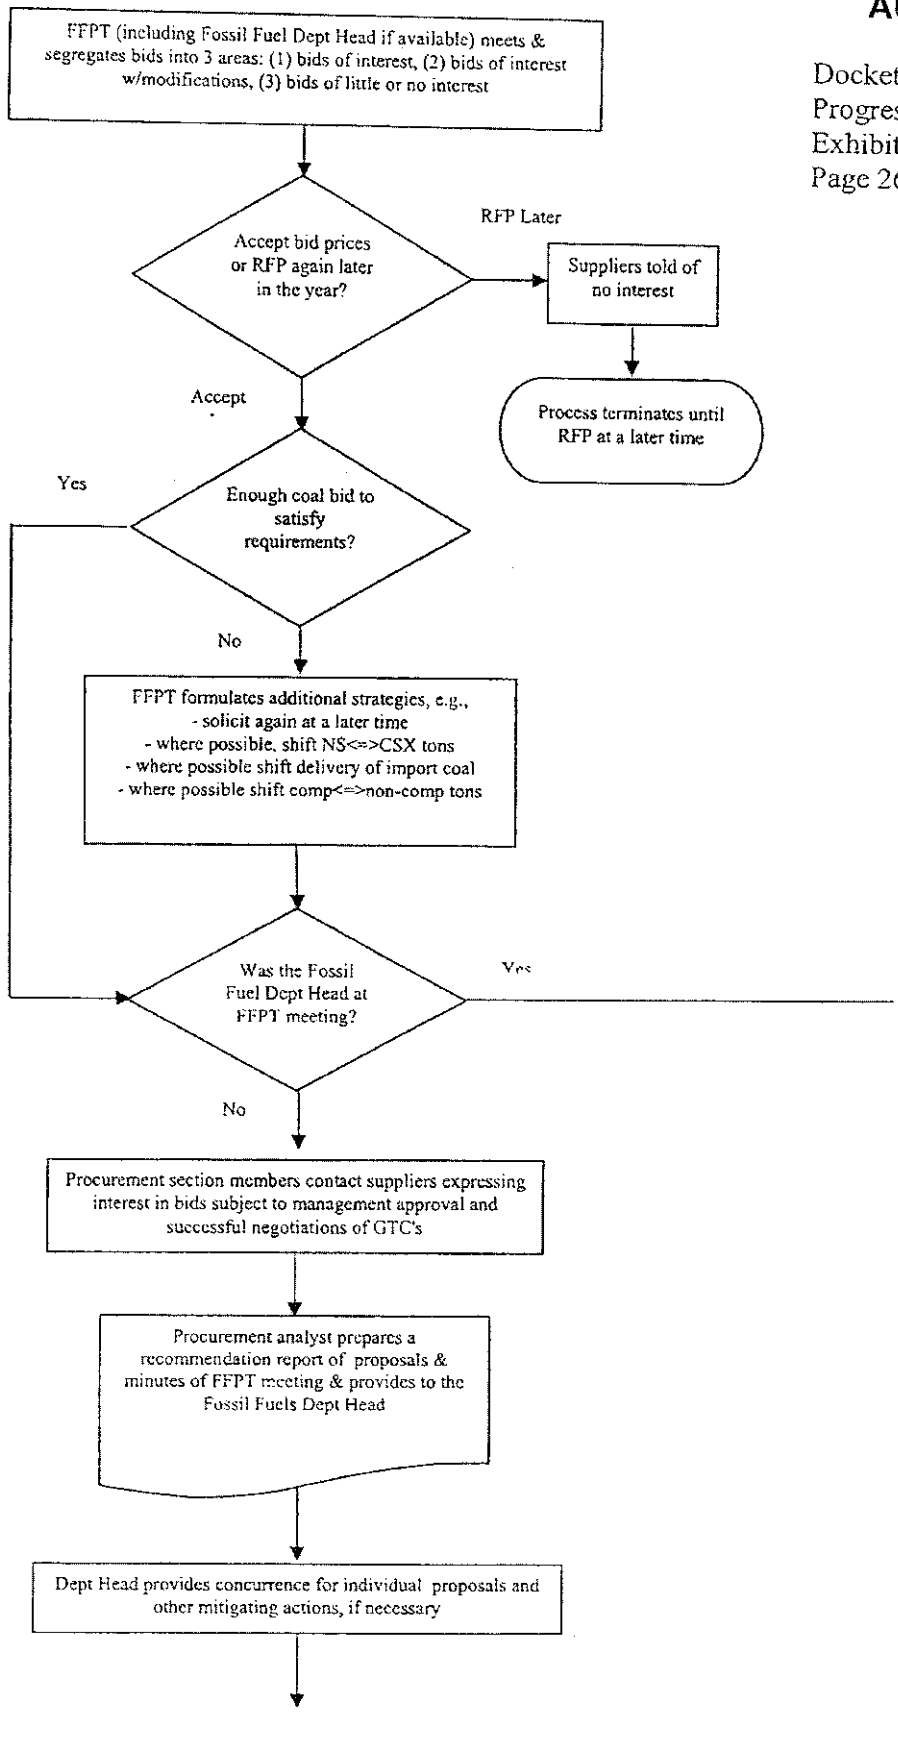 FFPT (including Fossil Fuel Dept Head if available) meets &
segregates bids into 3 areas: (1) bids of interest, (2) bids of interest
w/modifications, (3) bids of little or no interest
Docket
Progres
Exhibit
Page 26
RFP Later
Accept bid prices
or RFP again later
in the year?
Suppliers told of
no interest
Accept
Process terminates until
RFP at a later time
Yes
Enough coal bid to
satisfy
requirements?
No
FFPT formulates additional strategies, e.g.,
- solicit again at a later time
- where possible, shift NS<=>CSX tons
- where possible shift delivery of import coal
- where possible shift comp<=>non-comp tons
Was the Fossil
Fuel Dept Head at
FFPT meeting?
Yes
No
Procurement section members contact suppliers expressing
interest in bids subject to management approval and
successful negotiations of GTC's
Procurement analyst prepares a
recommendation report of proposals &
minutes of FFPT meeting & provides to the
Fossil Fuels Dept Head
Dept Head provides concurrence for individual proposals and
other mitigating actions, if necessary